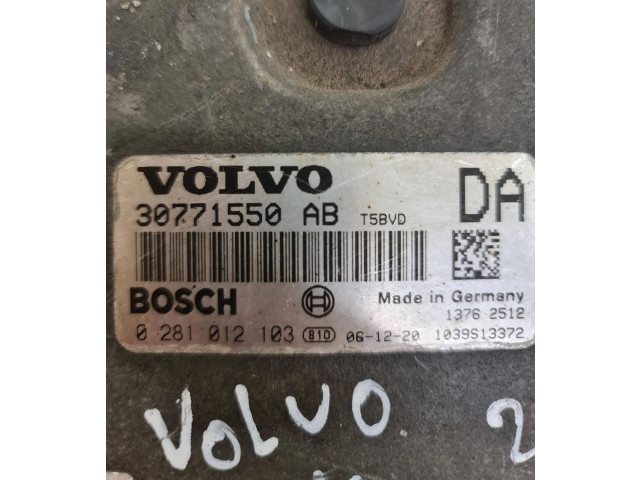 VOLVO
30771550 AB T5BVD DA
BOSCH Made in Germany
1376 2512
0 281 012 103 810 06-12-20 1039S13372
VOLVO 2